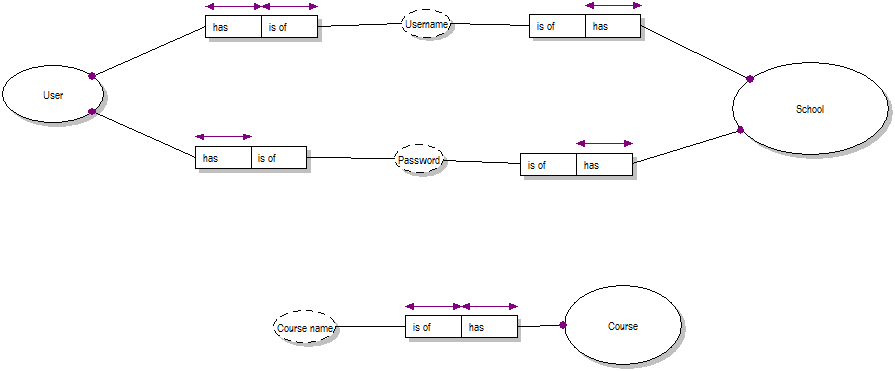 has is of
Username
is of has
User
School
has is of
Password
is of has
Course name
is of has
Course